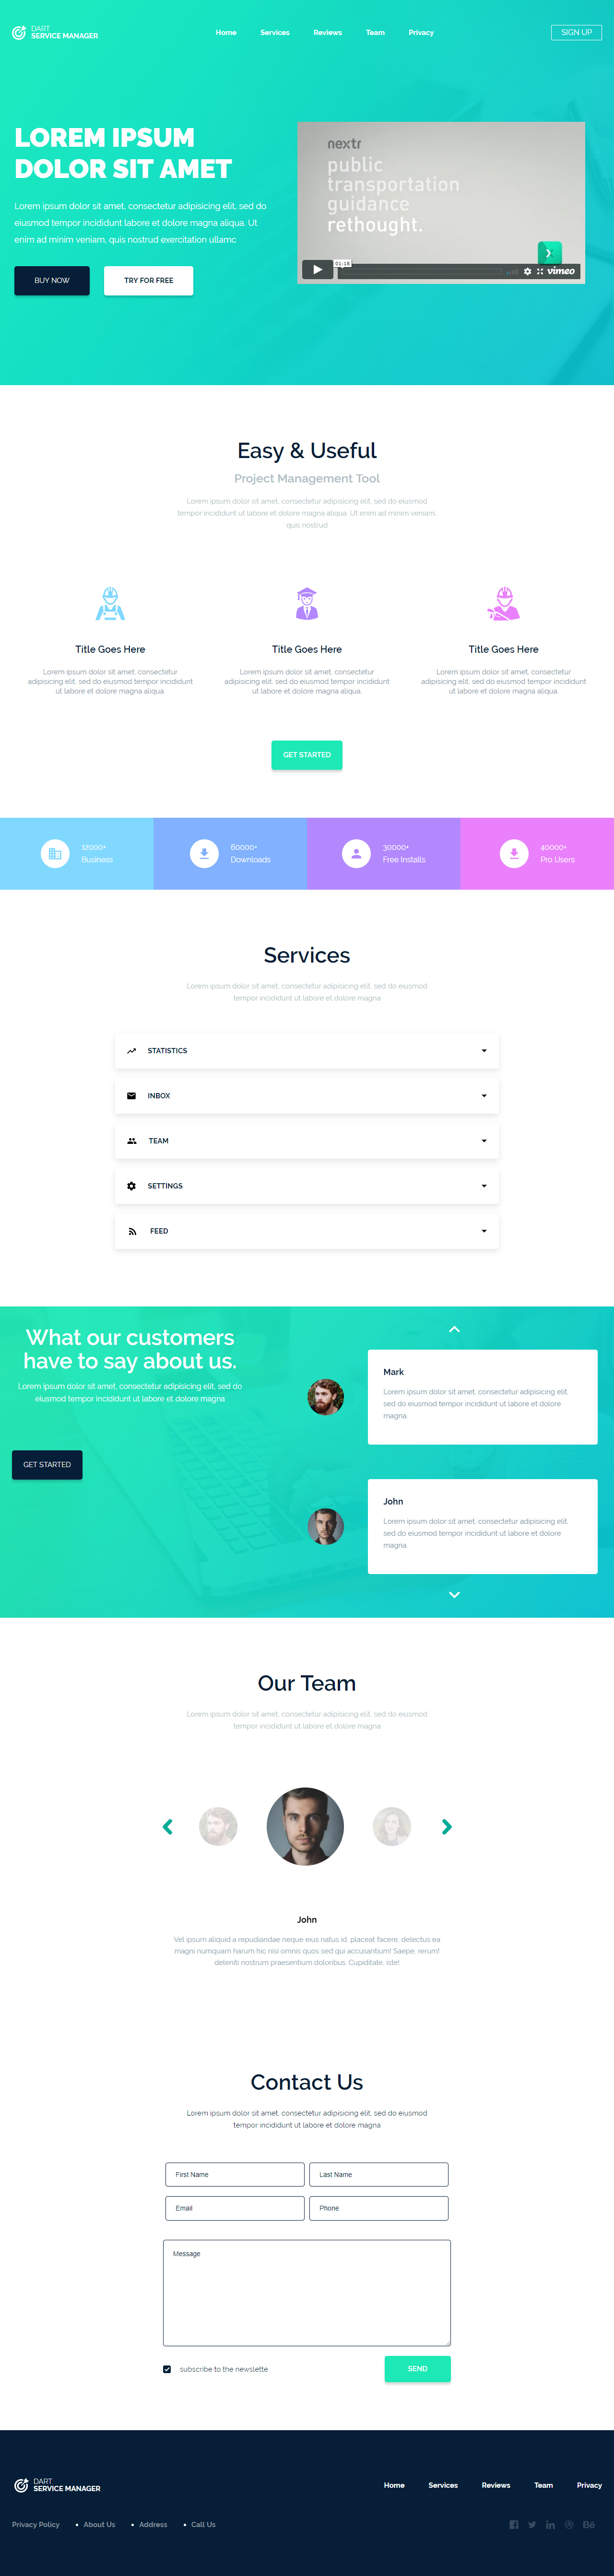 DART
SERVICE MANAGER
Home
Services
Reviews
Team
Privacy
SIGN UP
LOREM IPSUM
DOLOR SIT AMET
Lorem ipsum dolor sit amet, consectetur adipisicing elit, sed do
eiusmod tempor incididunt ut labore et dolore magna aliqua. Ut
enim ad minim veniam, quis nostrud exercitation ullamc
BUY NOW
TRY FOR FREE
nextr
public
transportation
guidance
rethought.
01:18
vimeo
Easy & Useful
Project Management Tool
Lorem ipsum dolor sit amet, consectetur adipisicing elit, sed do eiusmod
tempor incididunt ut labore et dolore magna aliqua. Ut enim ad minim veniam,
quis nostrud
Title Goes Here
Lorem ipsum dolor sit amet, consectetur
adipisicing elit, sed do eiusmod tempor incididunt
ut labore et dolore magna aliqua.
Title Goes Here
Lorem ipsum dolor sit amet, consectetur
adipisicing elit, sed do eiusmod tempor incididunt
ut labore et dolore magna aliqua.
Title Goes Here
Lorem ipsum dolor sit amet, consectetur
adipisicing elit, sed do eiusmod tempor incididunt
ut labore et dolore magna aliqua.
GET STARTED
12000+
Business
60000+
Downloads
30000+
Free Installs
40000+
Pro Users
Services
Lorem ipsum dolor sit amet, consectetur adipisicing elit, sed do eiusmod
tempor incididunt ut labore et dolore magna
STATISTICS
INBOX
TEAM
SETTINGS
FEED
What our customers
have to say about us.
Lorem ipsum dolor sit amet, consectetur adipisicing elit, sed do
eiusmod tempor incididunt ut labore et dolore magna
GET STARTED
Mark
Lorem ipsum dolor sit amet, consectetur adipisicing elit,
sed do eiusmod tempor incididunt ut labore et dolore
magna.
John
Lorem ipsum dolor sit amet, consectetur adipisicing elit,
sed do eiusmod tempor incididunt ut labore et dolore
magna.
Our Team
Lorem ipsum dolor sit amet, consectetur adipisicing elit, sed do eiusmod
tempor incididunt ut labore et dolore magna
John
Vel ipsum aliquid a repudiandae neque eius natus id, placeat facere, delectus ea
magni numquam harum hic nisi omnis quos sed qui accusantium! Saepe, rerum!
deleniti nostrum praesentium doloribus. Cupiditate, iste!
Contact Us
Lorem ipsum dolor sit amet, consectetur adipisicing elit, sed do eiusmod
tempor incididunt ut labore et dolore magna
First Name
Last Name
Email
Phone
Message
subscribe to the newslette
SEND
DART
SERVICE MANAGER
Home
Services
Reviews
Team
Privacy
Privacy Policy
About Us
Address
Call Us